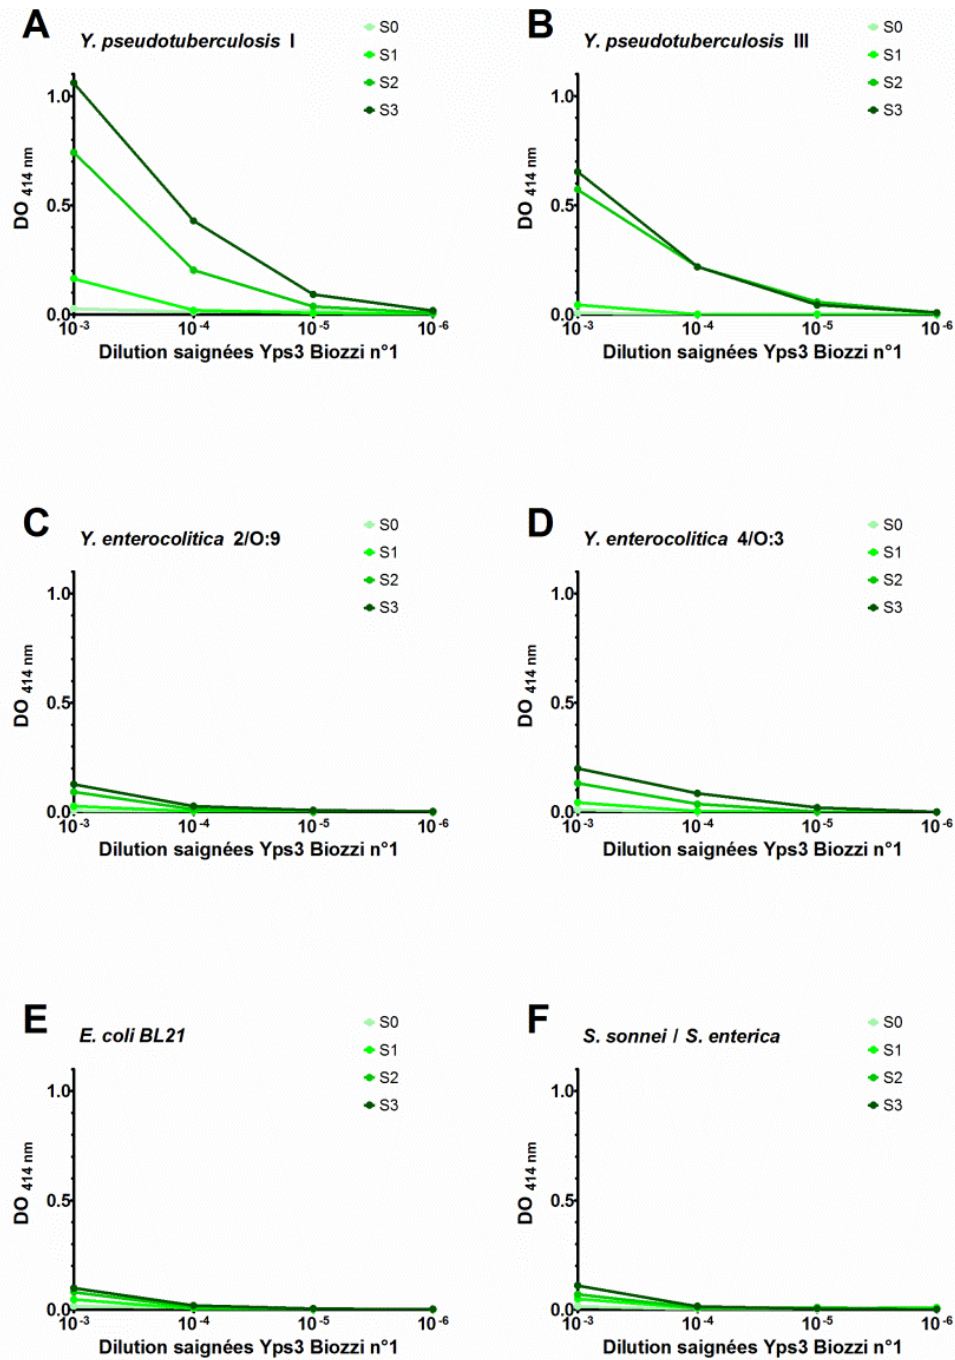 A
Y. pseudotuberculosis I
S0
S1
S2
S3
1.0
0.5
0.0
DO 414 nm
10-3
10-4
10-5
10-6
Dilution saignées Yps3 Biozzi n°1
B
Y. pseudotuberculosis III
S0
S1
S2
S3
1.0
0.5
0.0
DO 414 nm
10-3
10-4
10-5
10-6
Dilution saignées Yps3 Biozzi n°1
C
Y. enterocolitica 2/O:9
S0
S1
S2
S3
1.0
0.5
0.0
DO 414 nm
10-3
10-4
10-5
10-6
Dilution saignées Yps3 Biozzi n°1
D
Y. enterocolitica 4/O:3
S0
S1
S2
S3
1.0
0.5
0.0
DO 414 nm
10-3
10-4
10-5
10-6
Dilution saignées Yps3 Biozzi n°1
E
E. coli BL21
S0
S1
S2
S3
1.0
0.5
0.0
DO 414 nm
10-3
10-4
10-5
10-6
Dilution saignées Yps3 Biozzi n°1
F
S. sonnei / S. enterica
S0
S1
S2
S3
1.0
0.5
0.0
DO 414 nm
10-3
10-4
10-5
10-6
Dilution saignées Yps3 Biozzi n°1